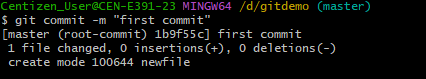 Centizen_User@CEN-E391-23 MINGW64 /d/gitdemo (master)
$ git commit -m "first commit"
[master (root-commit) 1b9f55c] first commit
 1 file changed, 0 insertions(+), 0 deletions(-)
 create mode 100644 newfile